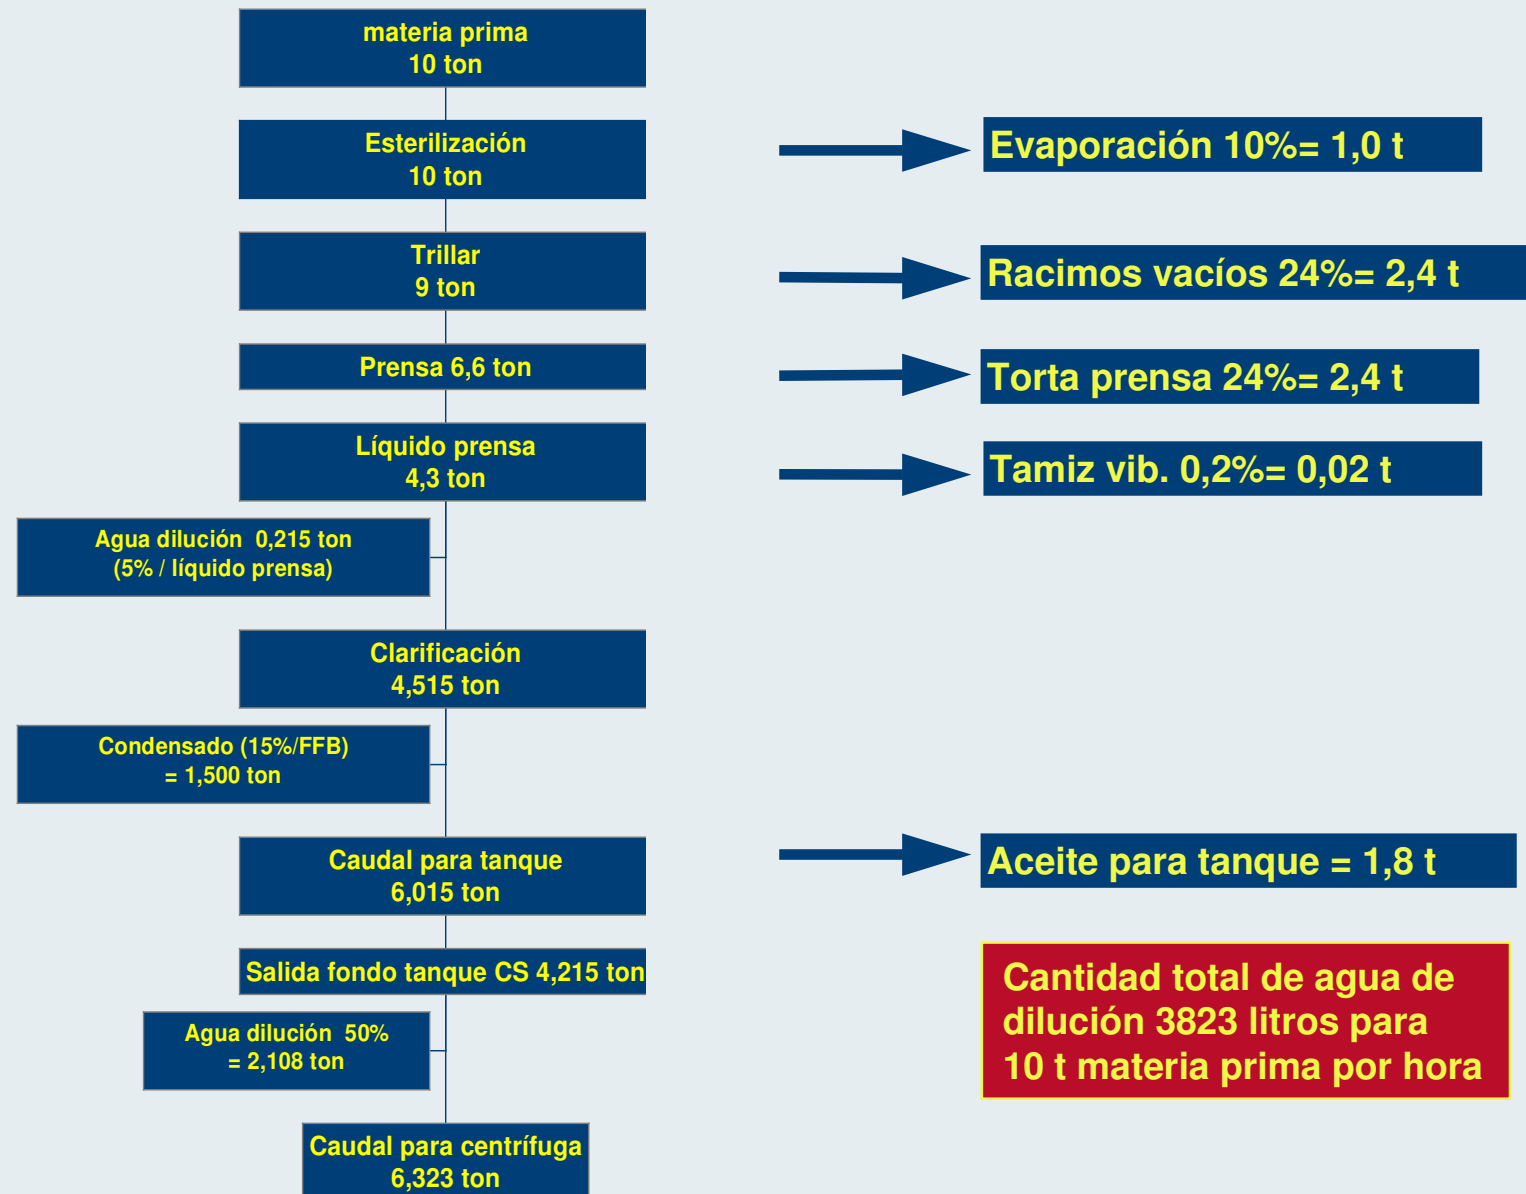 materia prima
10 ton
Esterilización
10 ton
Evaporación 10%= 1,0 t
Trillar
9 ton
Racimos vacíos 24%= 2,4 t
Prensa 6,6 ton
Torta prensa 24%= 2,4 t
Líquido prensa
4,3 ton
Tamiz vib. 0,2%= 0,02 t
Agua dilución 0,215 ton
(5% / líquido prensa)
Clarificación
4,515 ton
Condensado (15%/FFB)
= 1,500 ton
Caudal para tanque
6,015 ton
Aceite para tanque = 1,8 t
Salida fondo tanque CS 4,215 ton
Agua dilución 50%
= 2,108 ton
Cantidad total de agua de
dilución 3823 litros para
10 t materia prima por hora
Caudal para centrífuga
6,323 ton